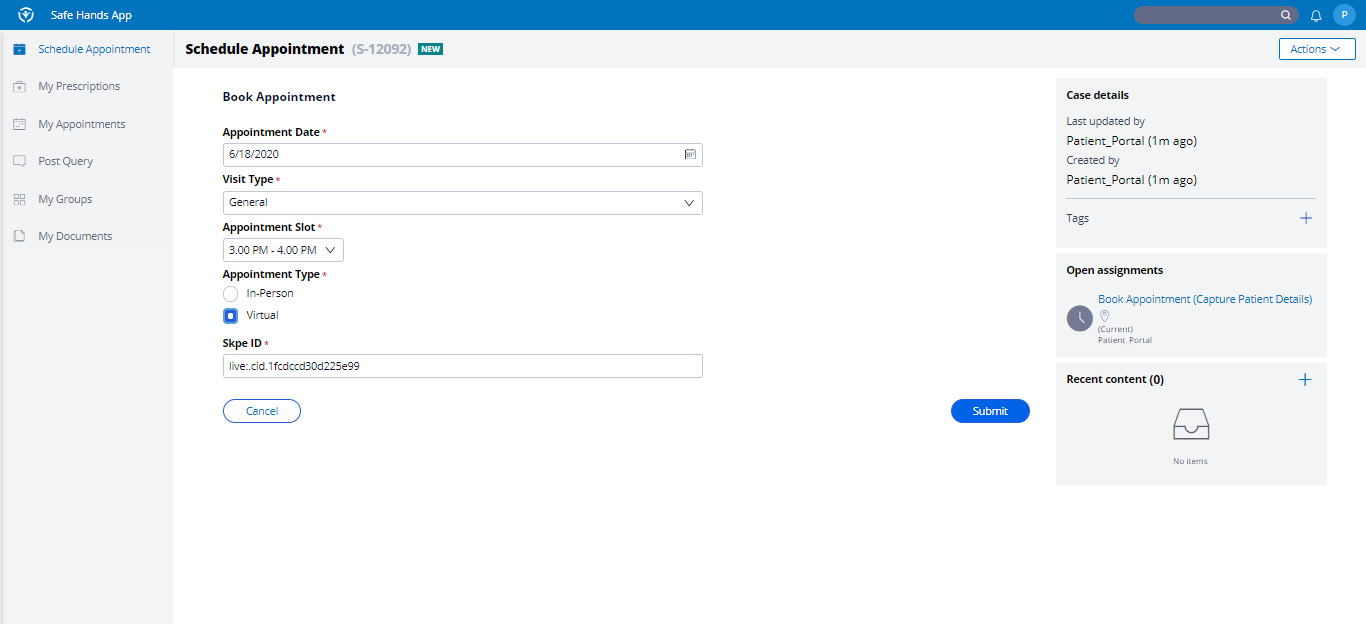 Safe Hands App
P
Schedule Appointment
My Prescriptions
My Appointments
Post Query
My Groups
My Documents
Schedule Appointment (S-12092) NEW
Actions
Book Appointment
Appointment Date *
6/18/2020
Visit Type *
General
Appointment Slot *
3.00 PM - 4.00 PM
Appointment Type *
In-Person
Virtual
Skpe ID *
live:.cid.1fcdccd30d225e99
Cancel
Submit
Case details
Last updated by
Patient_Portal (1m ago)
Created by
Patient_Portal (1m ago)
Tags
Open assignments
Book Appointment (Capture Patient Details)
(Current)
Patient_Portal
Recent content (0)
No items